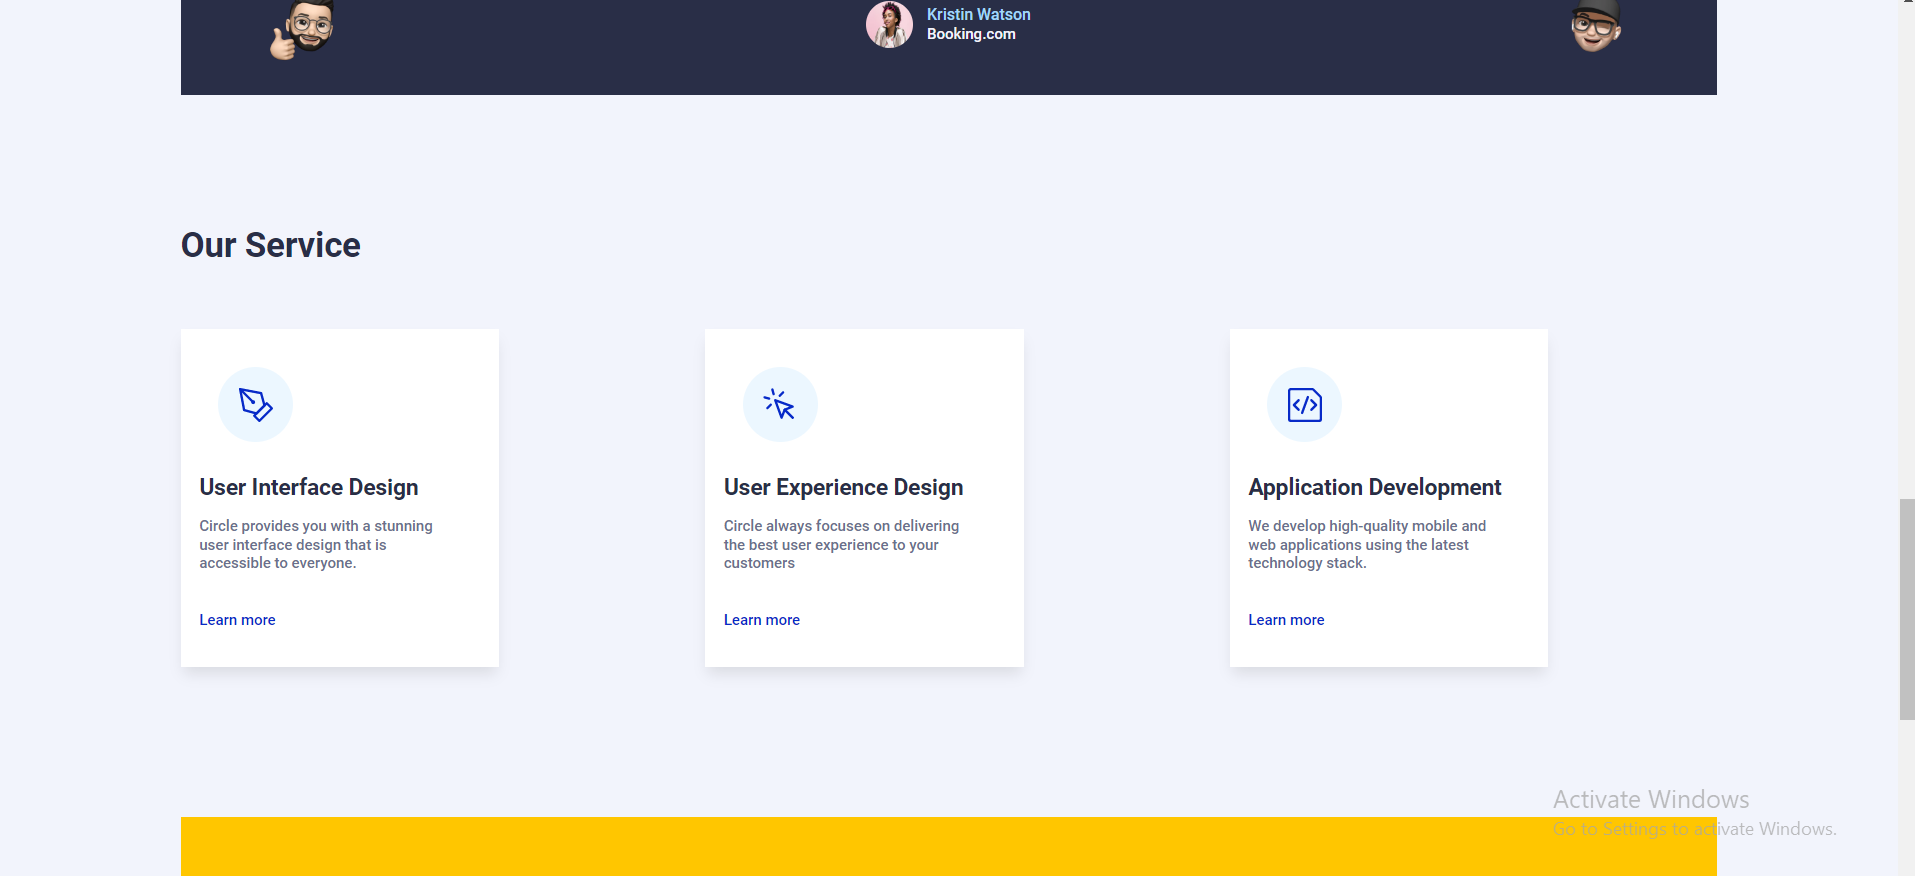 Kristin Watson
Booking.com
Our Service
User Interface Design
Circle provides you with a stunning
user interface design that is
accessible to everyone.
Learn more
User Experience Design
Circle always focuses on delivering
the best user experience to your
customers
Learn more
Application Development
We develop high-quality mobile and
web applications using the latest
technology stack.
Learn more
Activate Windows
Go to Settings to activate Windows.